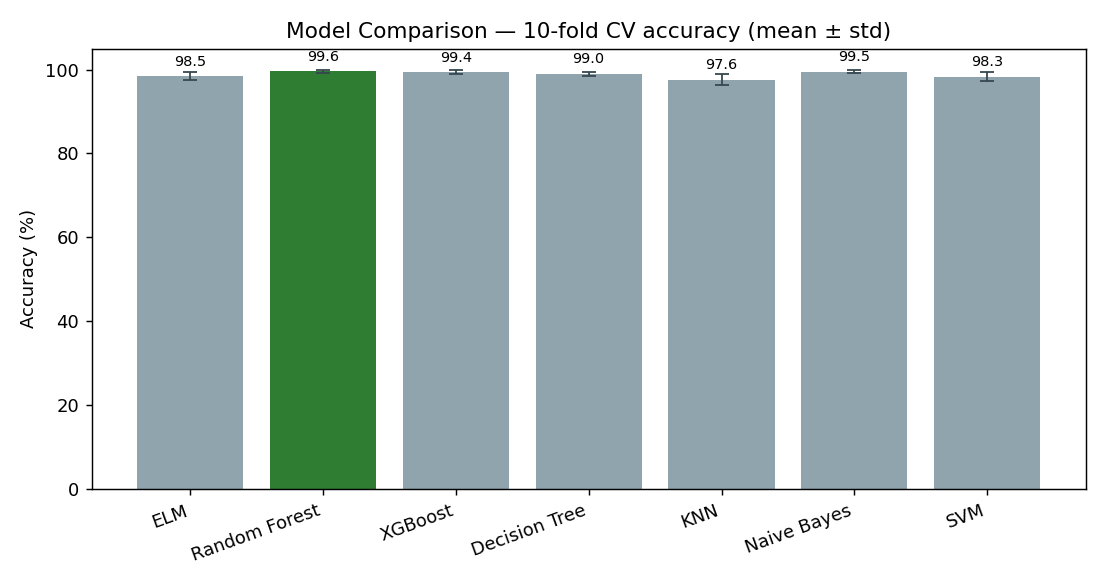 Model Comparison — 10-fold CV accuracy (mean ± std)
98.5
99.6
99.4
99.0
97.6
99.5
98.3
100
80
60
40
20
0
Accuracy (%)
ELM
Random Forest
XGBoost
Decision Tree
KNN
Naive Bayes
SVM